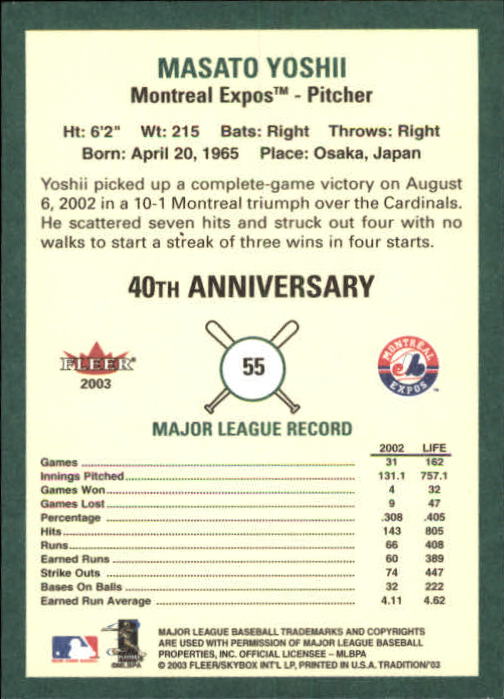 MASATO YOSHII
Montreal Expos™ - Pitcher
Ht: 6'2" Wt: 215 Bats: Right Throws: Right
Born: April 20, 1965 Place: Osaka, Japan
Yoshii picked up a complete-game victory on August
6, 2002 in a 10-1 Montreal triumph over the Cardinals.
He scattered seven hits and struck out four with no
walks to start a streak of three wins in four starts.
40TH ANNIVERSARY
FLEER®
2003
55
MONTREAL
EXPOS™
MAJOR LEAGUE RECORD
2002 LIFE
Games 31 162
Innings Pitched 131.1 757.1
Games Won 4 32
Games Lost 9 47
Percentage .308 .405
Hits 143 805
Runs 66 408
Earned Runs 60 389
Strike Outs 74 447
Bases On Balls 32 222
Earned Run Average 4.11 4.62
MAJOR LEAGUE BASEBALL TRADEMARKS AND COPYRIGHTS
ARE USED WITH PERMISSION OF MAJOR LEAGUE BASEBALL
PROPERTIES, INC. OFFICIAL LICENSEE - MLBPA
© 2003 FLEER/SKYBOX INT'L LP, PRINTED IN U.S.A. TRADITION/'03
©MLBPA